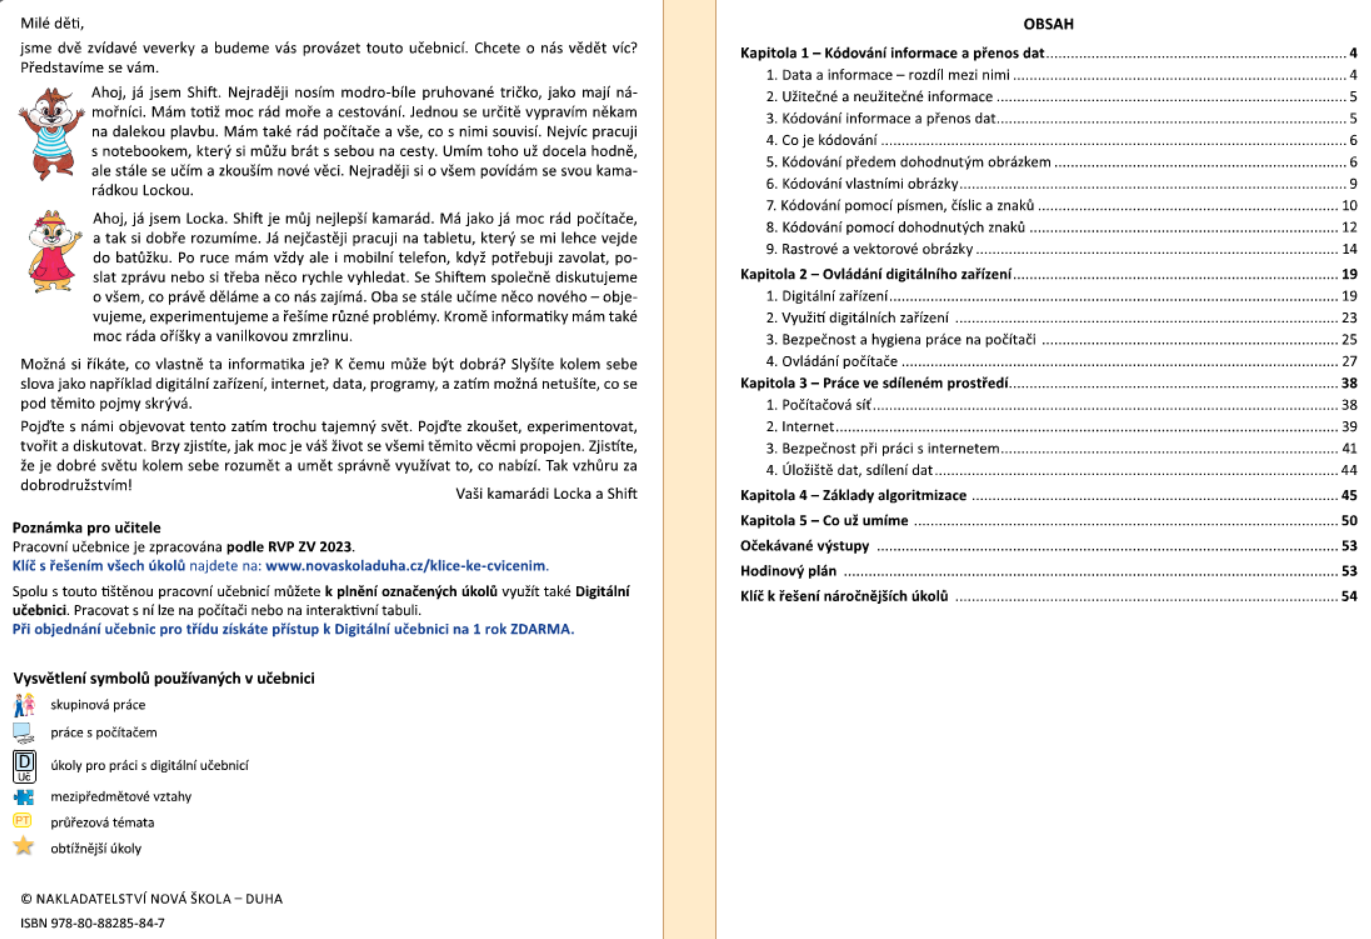 Milé děti,
jsme dvě zvídavé veverky a budeme vás provázet touto učebnicí. Chcete o nás vědět víc?
Představíme se vám.
Ahoj, já jsem Shift. Nejraději nosím modro-bíle pruhované tričko, jako mají ná-
mořníci. Mám totiž moc rád moře a cestování. Jednou se určitě vypravím někam
na dalekou plavbu. Mám také rád počítače a vše, co s nimi souvisí. Nejvíc pracuji
s notebookem, který si můžu brát s sebou na cesty. Umím toho už docela hodně,
ale stále se učím a zkouším nové věci. Nejraději si o všem povídám se svou kama-
rádkou Lockou.
Ahoj, já jsem Locka. Shift je můj nejlepší kamarád. Má jako já moc rád počítače,
a tak si dobře rozumíme. Já nejčastěji pracuji na tabletu, který se mi lehce vejde
do batůžku. Po ruce mám vždy ale i mobilní telefon, když potřebuji zavolat, po-
slat zprávu nebo si třeba něco rychle vyhledat. Se Shiftem společně diskutujeme
o všem, co právě děláme a co nás zajímá. Oba se stále učíme něco nového – obje-
vujeme, experimentujeme a řešíme různé problémy. Kromě informatiky mám také
moc ráda oříšky a vanilkovou zmrzlinu.
Možná si říkáte, co vlastně ta informatika je? K čemu může být dobrá? Slyšíte kolem sebe
slova jako například digitální zařízení, internet, data, programy, a zatím možná netušíte, co se
pod těmito pojmy skrývá.
Pojďte s námi objevovat tento zatím trochu tajemný svět. Pojďte zkoušet, experimentovat,
tvořit a diskutovat. Brzy zjistíte, jak moc je váš život se všemi těmito věcmi propojen. Zjistíte,
že je dobré světu kolem sebe rozumět a umět správně využívat to, co nabízí. Tak vzhůru za
dobrodružstvím!
Vaši kamarádi Locka a Shift
Poznámka pro učitele
Pracovní učebnice je zpracována podle RVP ZV 2023.
Klíč s řešením všech úkolů najdete na: www.novaskoladuha.cz/klice-ke-cvicenim.
Spolu s touto tištěnou pracovní učebnicí můžete k plnění označených úkolů využít také Digitální
učebnici. Pracovat s ní lze na počítači nebo na interaktivní tabuli.
Při objednání učebnic pro třídu získáte přístup k Digitální učebnici na 1 rok ZDARMA.
Vysvětlení symbolů používaných v učebnici
skupinová práce
práce s počítačem
D
Uč
úkoly pro práci s digitální učebnicí
mezipředmětové vztahy
PT
průřezová témata
obtížnější úkoly
© NAKLADATELSTVÍ NOVÁ ŠKOLA – DUHA
ISBN 978-80-88285-84-7
OBSAH
Kapitola 1 – Kódování informace a přenos dat........ 4
1. Data a informace – rozdíl mezi nimi ........ 4
2. Užitečné a neužitečné informace ........ 5
3. Kódování informace a přenos dat........ 5
4. Co je kódování ........ 6
5. Kódování předem dohodnutým obrázkem ........ 6
6. Kódování vlastními obrázky........ 9
7. Kódování pomocí písmen, číslic a znaků ........ 10
8. Kódování pomocí dohodnutých znaků ........ 12
9. Rastrové a vektorové obrázky ........ 14
Kapitola 2 – Ovládání digitálního zařízení........ 19
1. Digitální zařízení........ 19
2. Využití digitálních zařízení ........ 23
3. Bezpečnost a hygiena práce na počítači ........ 25
4. Ovládání počítače ........ 27
Kapitola 3 – Práce ve sdíleném prostředí........ 38
1. Počítačová síť........ 38
2. Internet........ 39
3. Bezpečnost při práci s internetem........ 41
4. Úložiště dat, sdílení dat........ 44
Kapitola 4 – Základy algoritmizace ........ 45
Kapitola 5 – Co už umíme ........ 50
Očekávané výstupy ........ 53
Hodinový plán ........ 53
Klíč k řešení náročnějších úkolů ........ 54